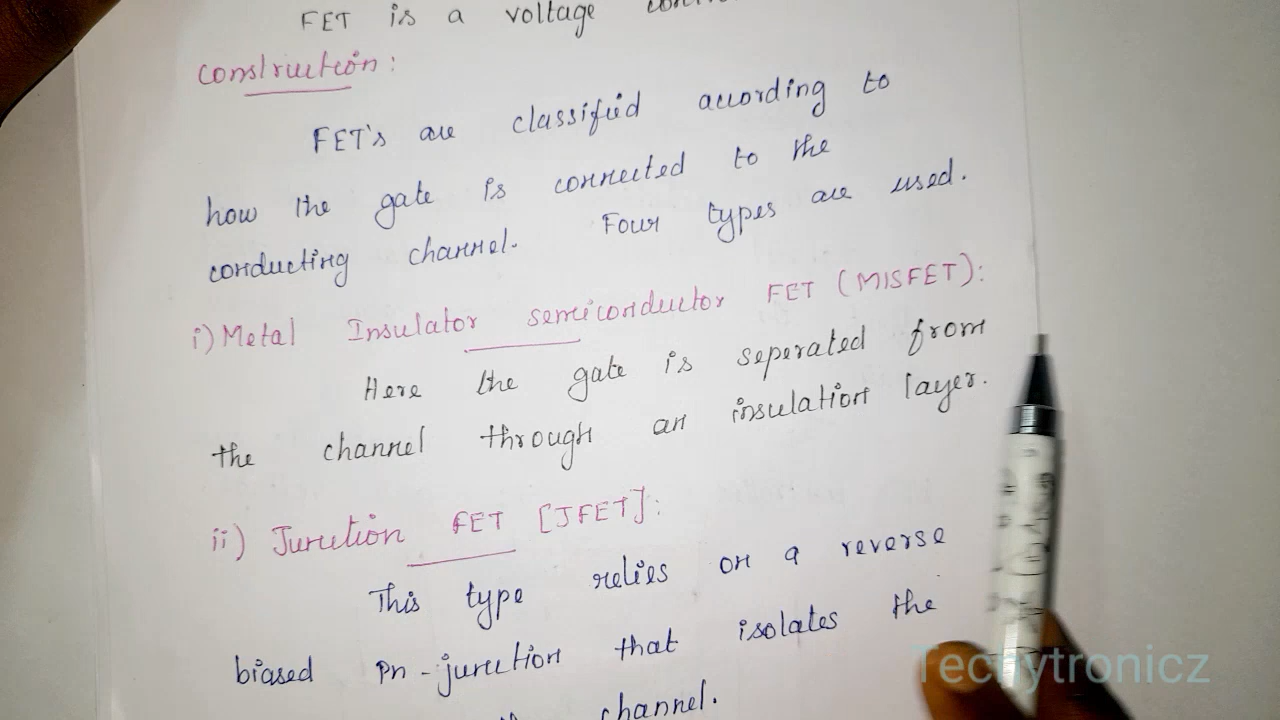 FET is a voltage
Construction:
FET's are classified according to
how the gate is connected to the
conducting channel. Four types are used.
i) Metal Insulator semiconductor FET (MISFET):
Here the gate is seperated from
the channel through an insulation layer.
ii) Junction FET [JFET]:
This type relies on a reverse
biased Pn-junction that isolates the
channel.
Techytronicz